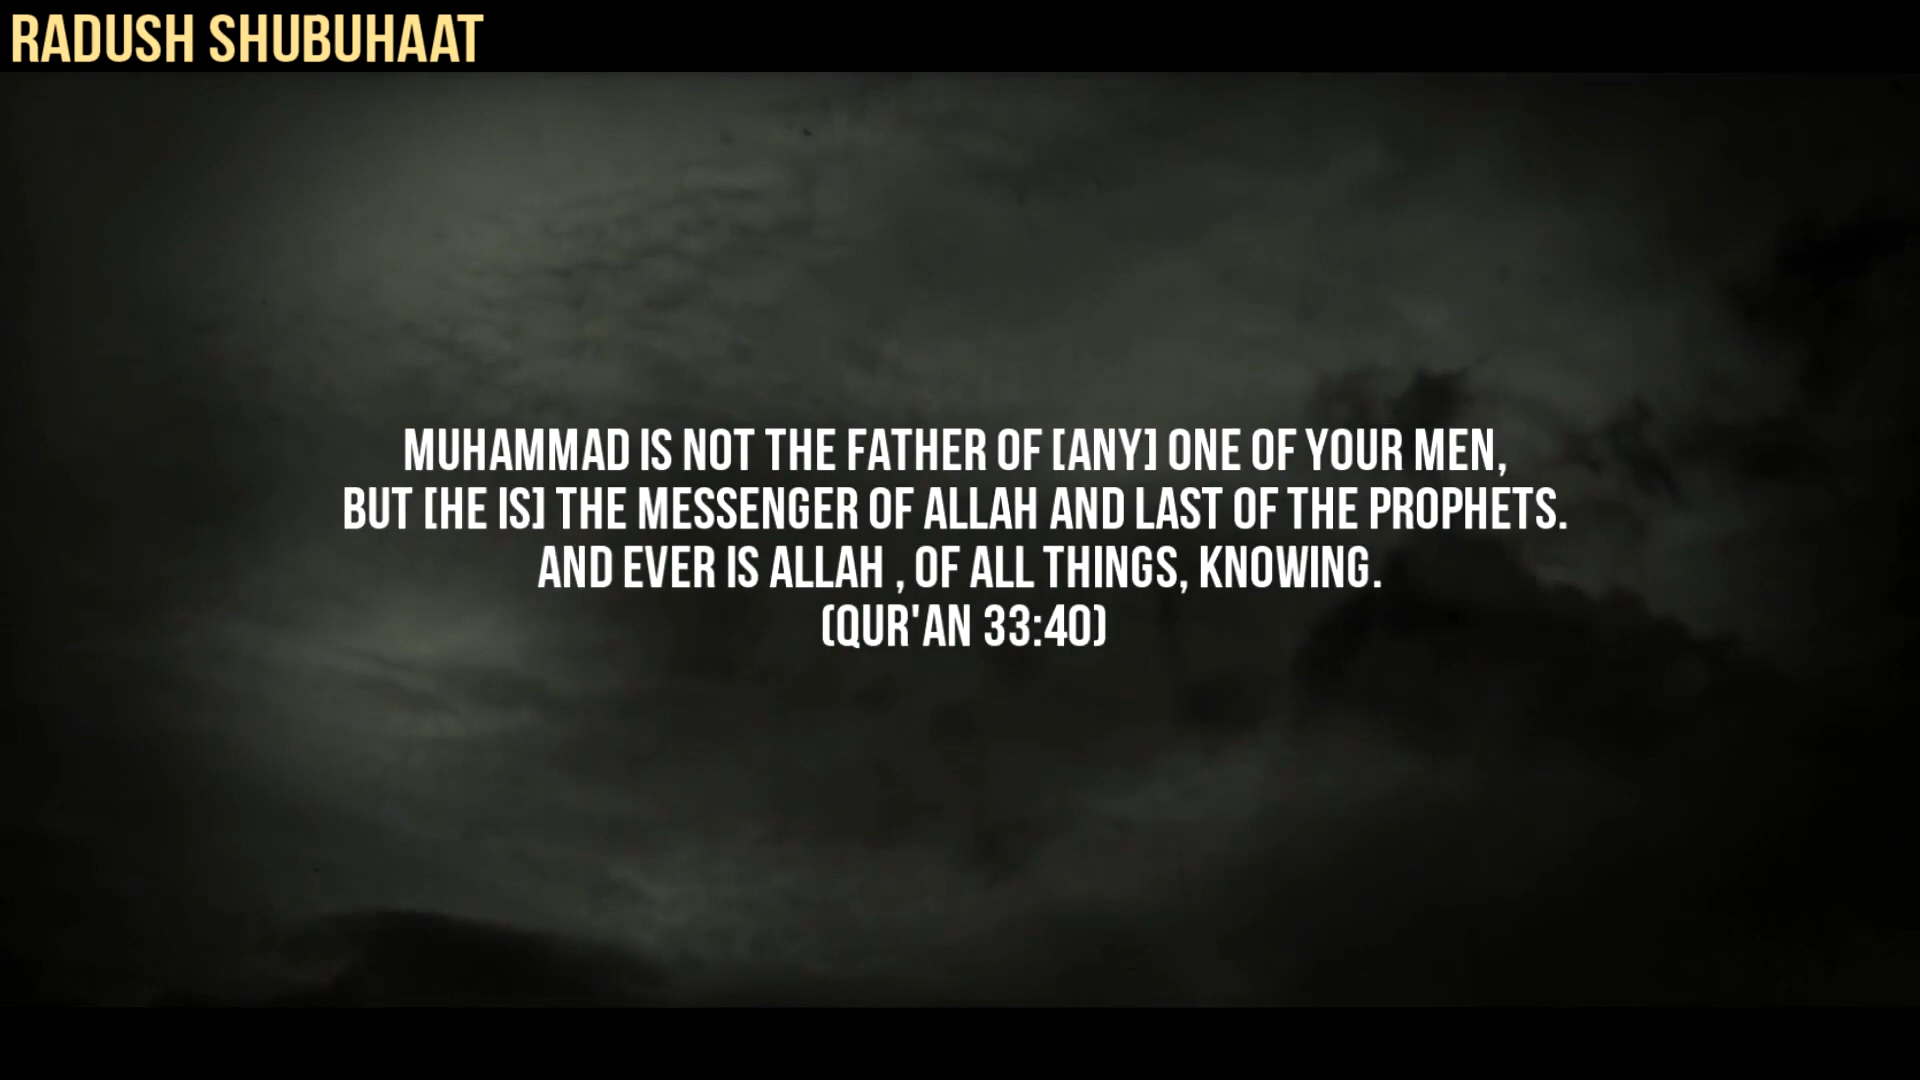 RADUSH SHUBUHAAT
MUHAMMAD IS NOT THE FATHER OF [ANY] ONE OF YOUR MEN,
BUT [HE IS] THE MESSENGER OF ALLAH AND LAST OF THE PROPHETS.
AND EVER IS ALLAH , OF ALL THINGS, KNOWING.
(QUR'AN 33:40)